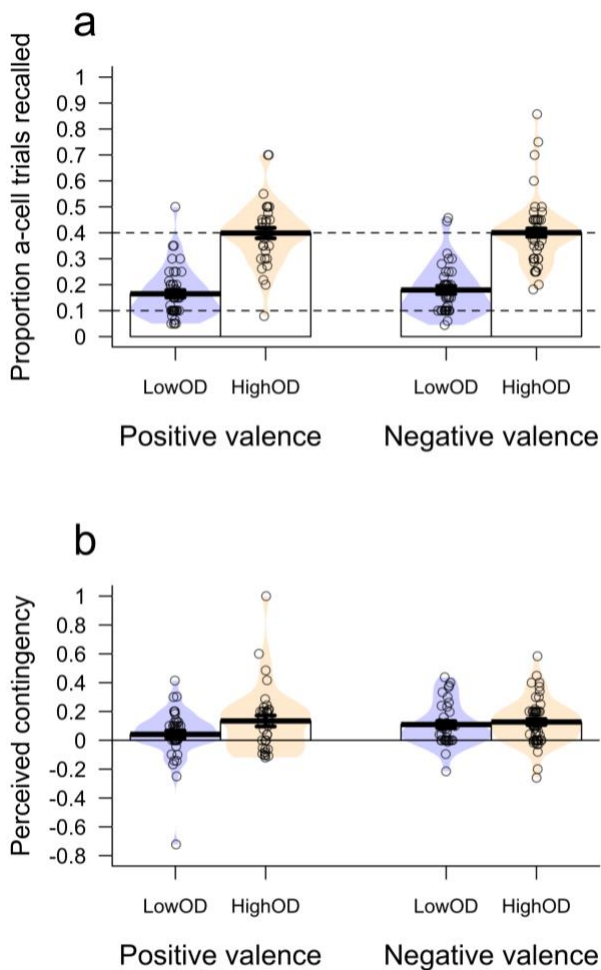 a
Proportion a-cell trials recalled
1
0.9
0.8
0.7
0.6
0.5
0.4
0.3
0.2
0.1
0
LowOD HighOD LowOD HighOD
Positive valence Negative valence
b
Perceived contingency
1
0.8
0.6
0.4
0.2
0
-0.2
-0.4
-0.6
-0.8
LowOD HighOD LowOD HighOD
Positive valence Negative valence